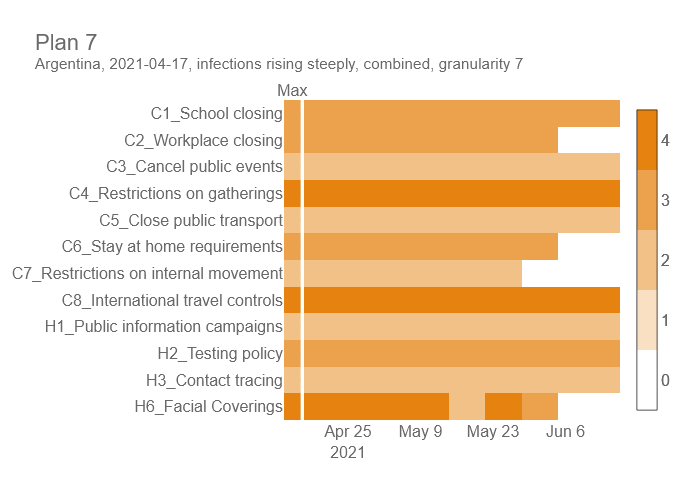 Plan 7
Argentina, 2021-04-17, infections rising steeply, combined, granularity 7
Max
C1_School closing
C2_Workplace closing
C3_Cancel public events
C4_Restrictions on gatherings
C5_Close public transport
C6_Stay at home requirements
C7_Restrictions on internal movement
C8_International travel controls
H1_Public information campaigns
H2_Testing policy
H3_Contact tracing
H6_Facial Coverings
Apr 25 May 9 May 23 Jun 6
2021
4
3
2
1
0